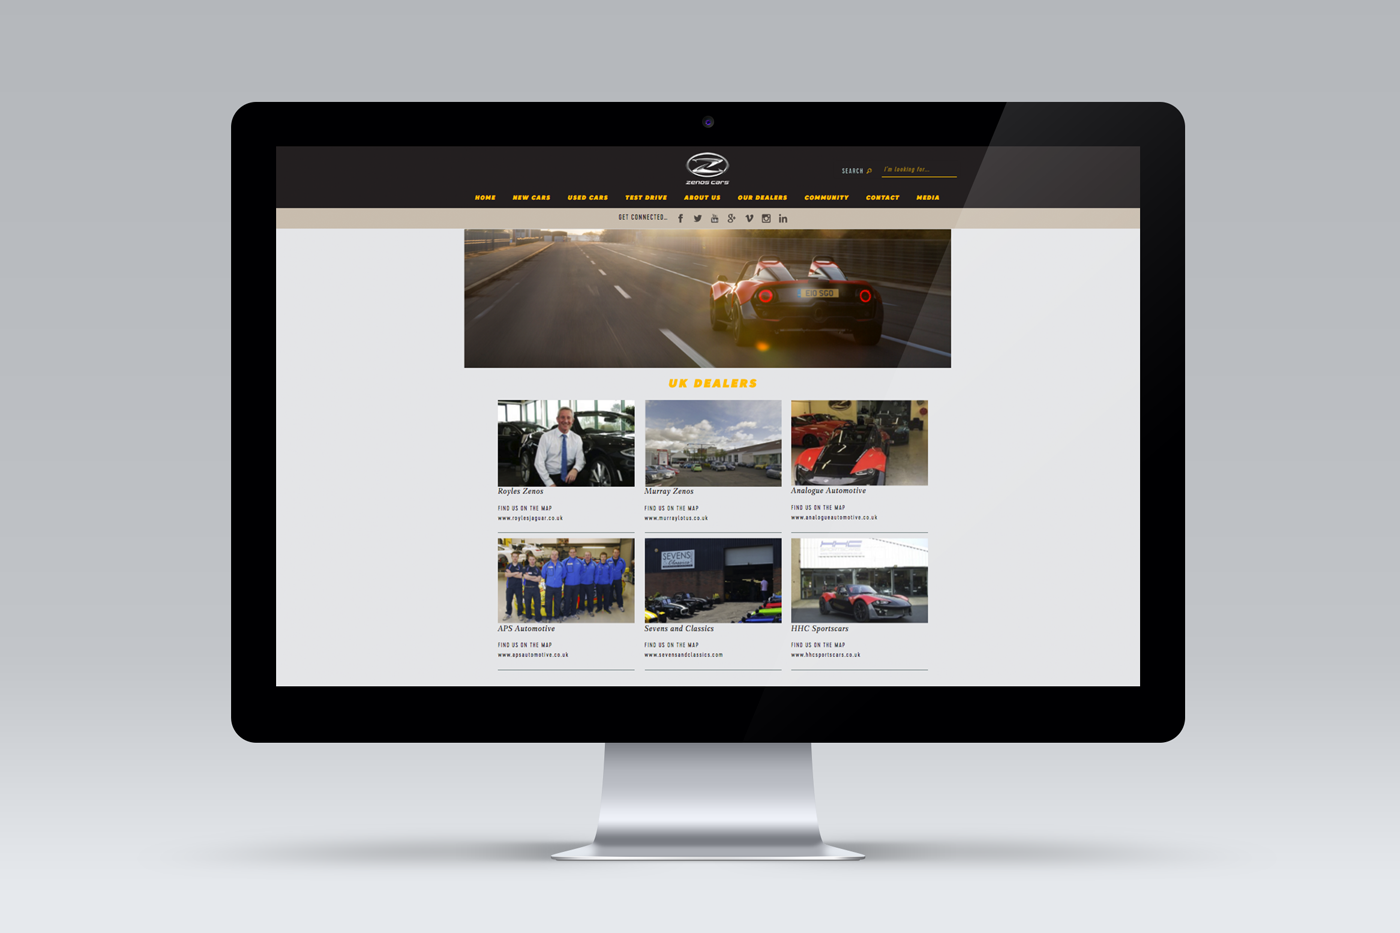 zenos cars
SEARCH
I'm looking for...
HOME NEW CARS USED CARS TEST DRIVE ABOUT US OUR DEALERS COMMUNITY CONTACT MEDIA
GET CONNECTED...
UK DEALERS
Royles Zenos
FIND US ON THE MAP
www.roylesjaguar.co.uk
Murray Zenos
FIND US ON THE MAP
www.murraylotus.co.uk
Analogue Automotive
FIND US ON THE MAP
www.analogueautomotive.co.uk
SEVENS
Classics
APS Automotive
FIND US ON THE MAP
www.apsautomotive.co.uk
Sevens and Classics
FIND US ON THE MAP
www.sevensandclassics.com
HHC Sportscars
FIND US ON THE MAP
www.hhcsportscars.co.uk